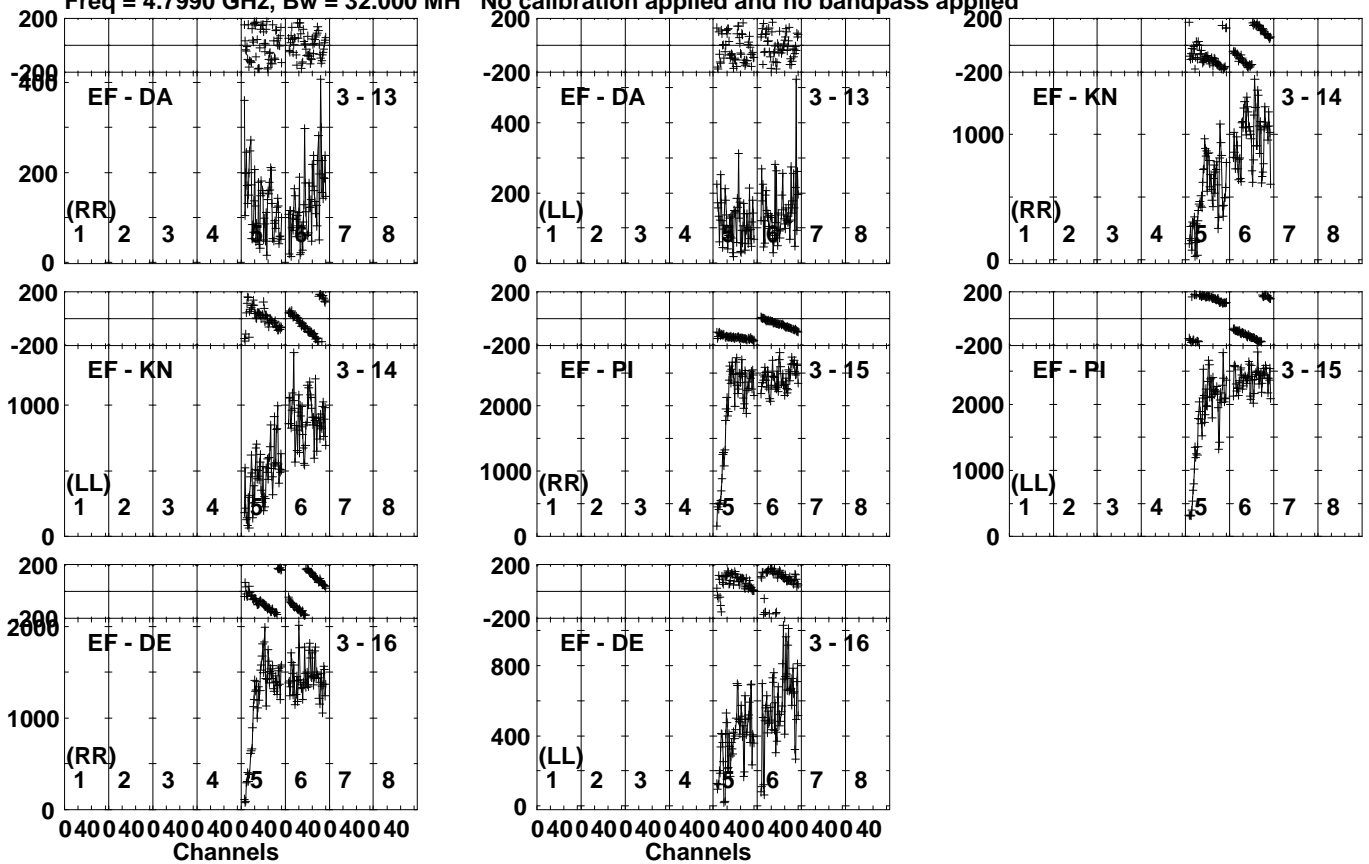 Freq = 4.7990 GHz, Bw = 32.000 MH No calibration applied and no bandpass applied
200
-200
400
200
0
EF - DA 3 - 13
(RR)
1 2 3 4 5 6 7 8
200
-200
400
200
0
EF - DA 3 - 13
(LL)
1 2 3 4 5 6 7 8
200
-200
1000
0
EF - KN 3 - 14
(RR)
1 2 3 4 5 6 7 8
200
-200
1000
0
EF - KN 3 - 14
(LL)
1 2 3 4 5 6 7 8
200
-200
2000
1000
0
EF - PI 3 - 15
(RR)
1 2 3 4 5 6 7 8
200
-200
2000
1000
0
EF - PI 3 - 15
(LL)
1 2 3 4 5 6 7 8
200
-200
2000
1000
0
EF - DE 3 - 16
(RR)
1 2 3 4 5 6 7 8
0 40 0 40 0 40 0 40 0 40 0 40 0 40 0 40
Channels
200
-200
800
400
0
EF - DE 3 - 16
(LL)
1 2 3 4 5 6 7 8
0 40 0 40 0 40 0 40 0 40 0 40 0 40 0 40
Channels